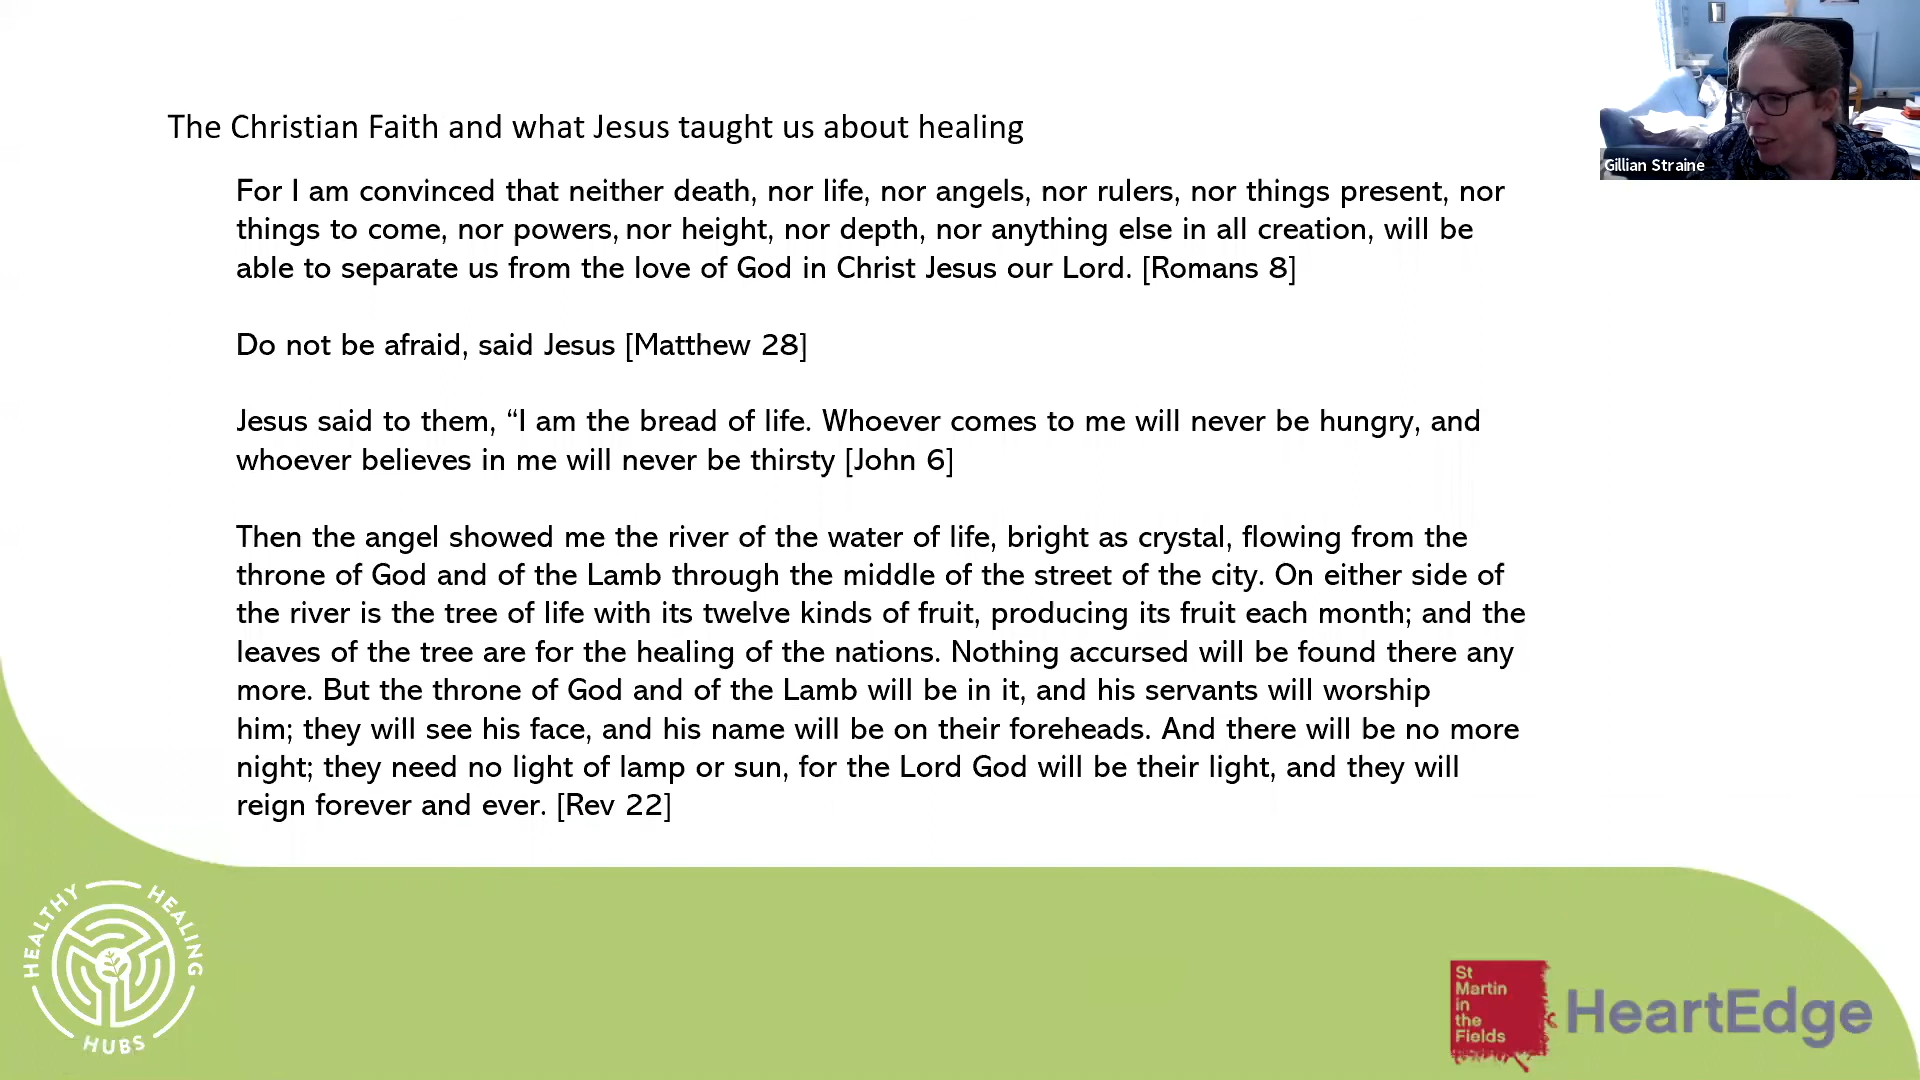 The Christian Faith and what Jesus taught us about healing
Gillian Straine
For I am convinced that neither death, nor life, nor angels, nor rulers, nor things present, nor
things to come, nor powers, nor height, nor depth, nor anything else in all creation, will be
able to separate us from the love of God in Christ Jesus our Lord. [Romans 8]
Do not be afraid, said Jesus [Matthew 28]
Jesus said to them, “I am the bread of life. Whoever comes to me will never be hungry, and
whoever believes in me will never be thirsty [John 6]
Then the angel showed me the river of the water of life, bright as crystal, flowing from the
throne of God and of the Lamb through the middle of the street of the city. On either side of
the river is the tree of life with its twelve kinds of fruit, producing its fruit each month; and the
leaves of the tree are for the healing of the nations. Nothing accursed will be found there any
more. But the throne of God and of the Lamb will be in it, and his servants will worship
him; they will see his face, and his name will be on their foreheads. And there will be no more
night; they need no light of lamp or sun, for the Lord God will be their light, and they will
reign forever and ever. [Rev 22]
HEALTHY HEALING
HUBS
St
Martin
in
the
Fields
HeartEdge